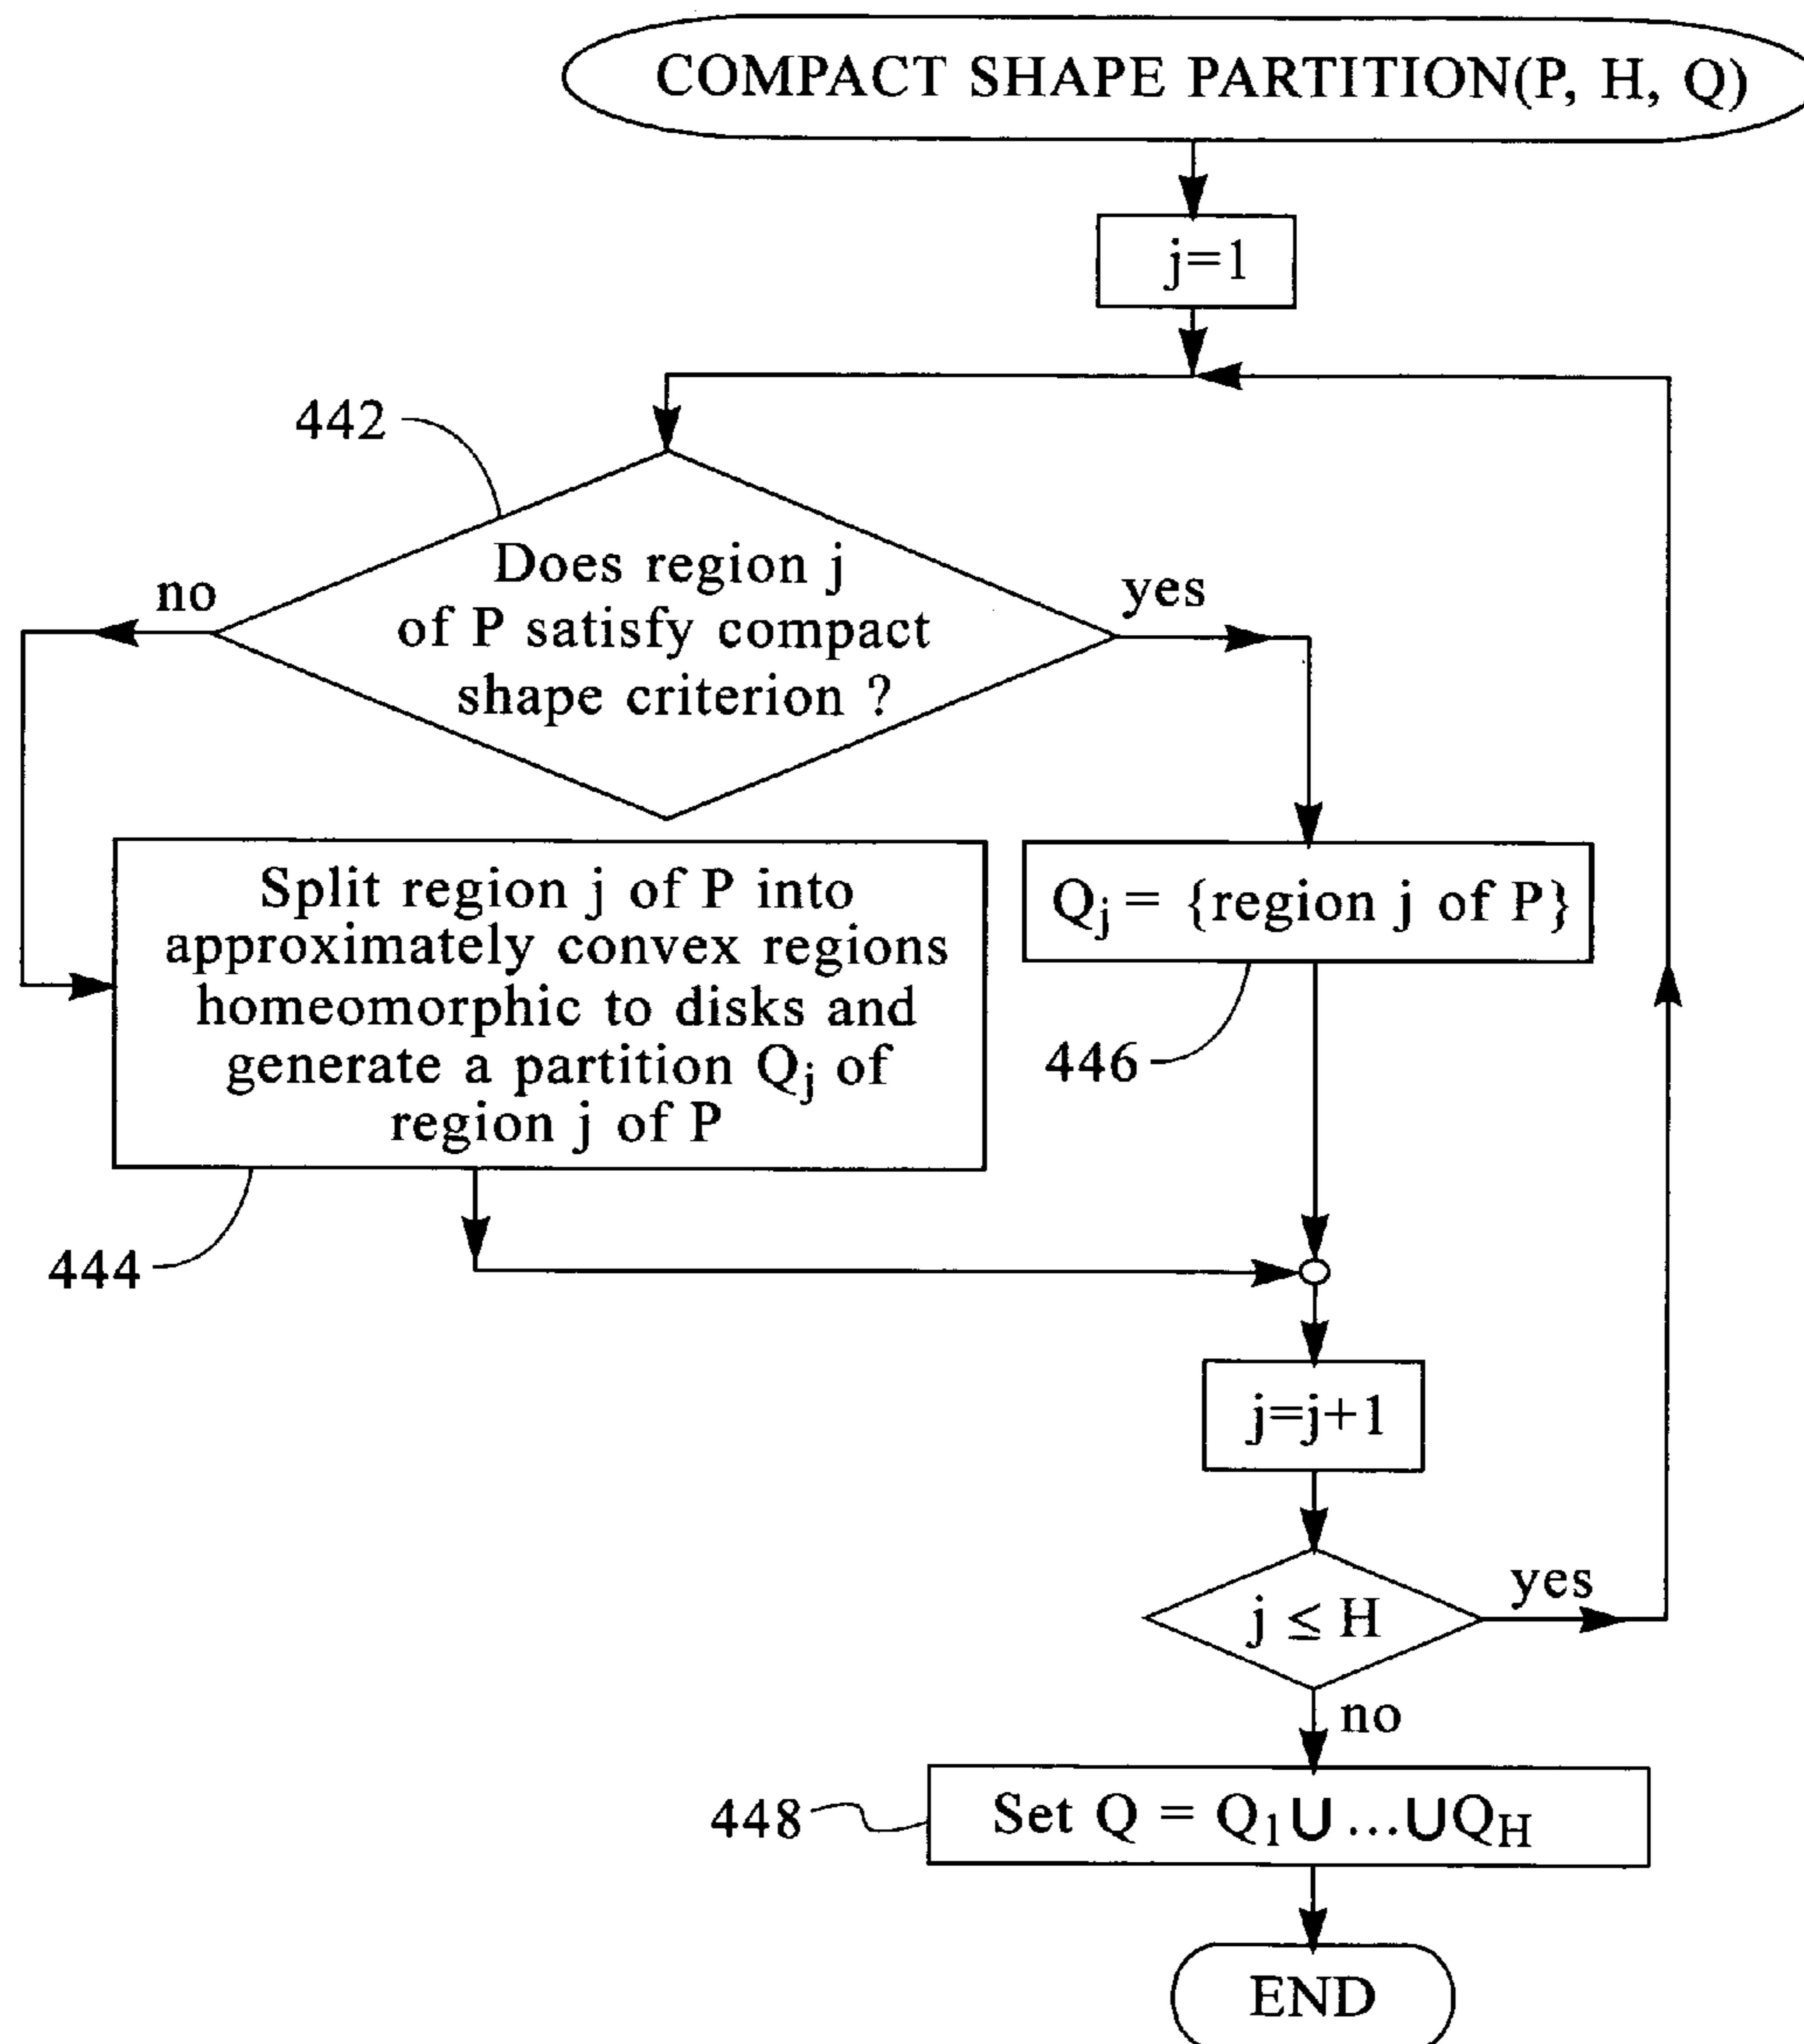 COMPACT SHAPE PARTITION(P, H, Q)
j=1
442
Does region j
of P satisfy compact
shape criterion ?
no
yes
Split region j of P into
approximately convex regions
homeomorphic to disks and
generate a partition Qj of
region j of P
444
Qj = {region j of P}
446
j=j+1
j ≤ H
yes
no
448
Set Q = Q1∪...∪QH
END